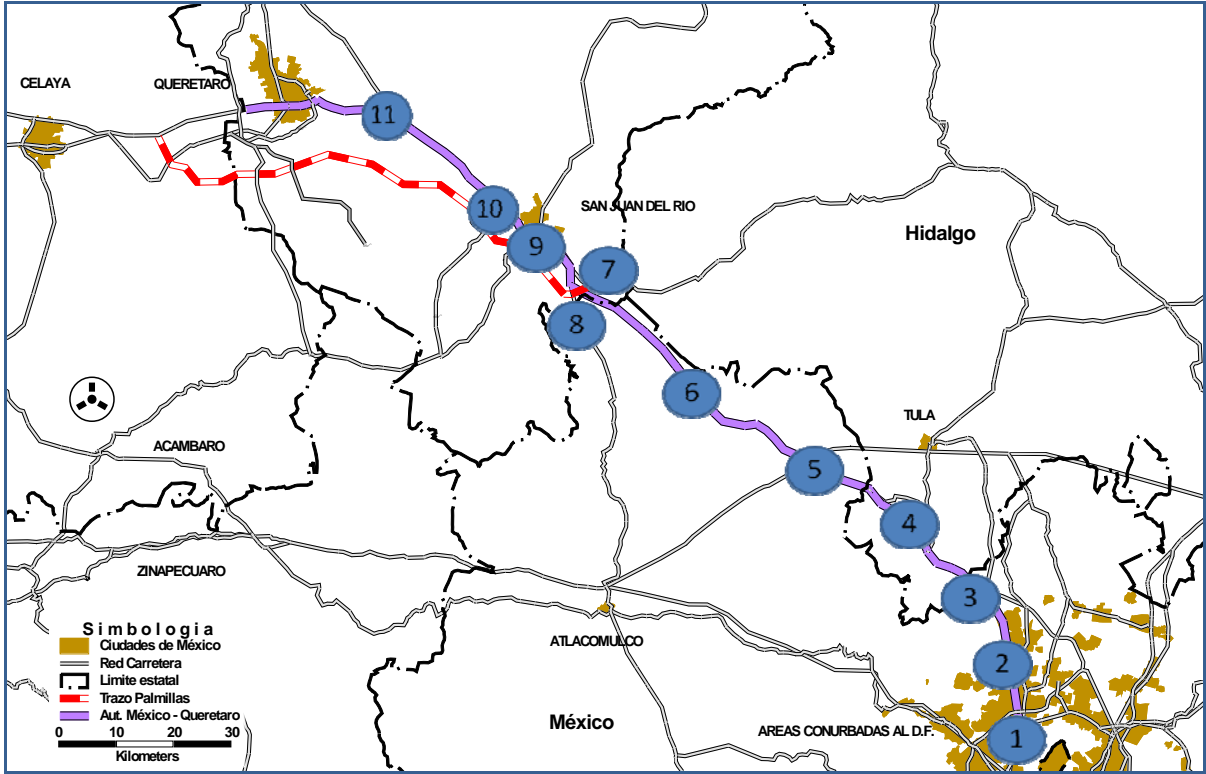 CELAYA
QUERETARO
11
10
9
SAN JUAN DEL RIO
Hidalgo
7
8
6
TULA
ACAMBARO
5
4
ZINAPECUARO
3
ATLACOMULCO
2
México
AREAS CONURBADAS AL D.F.
1
Simbologia
Ciudades de México
Red Carretera
Limite estatal
Trazo Palmillas
Aut. México - Queretaro
0 10 20 30
Kilometers